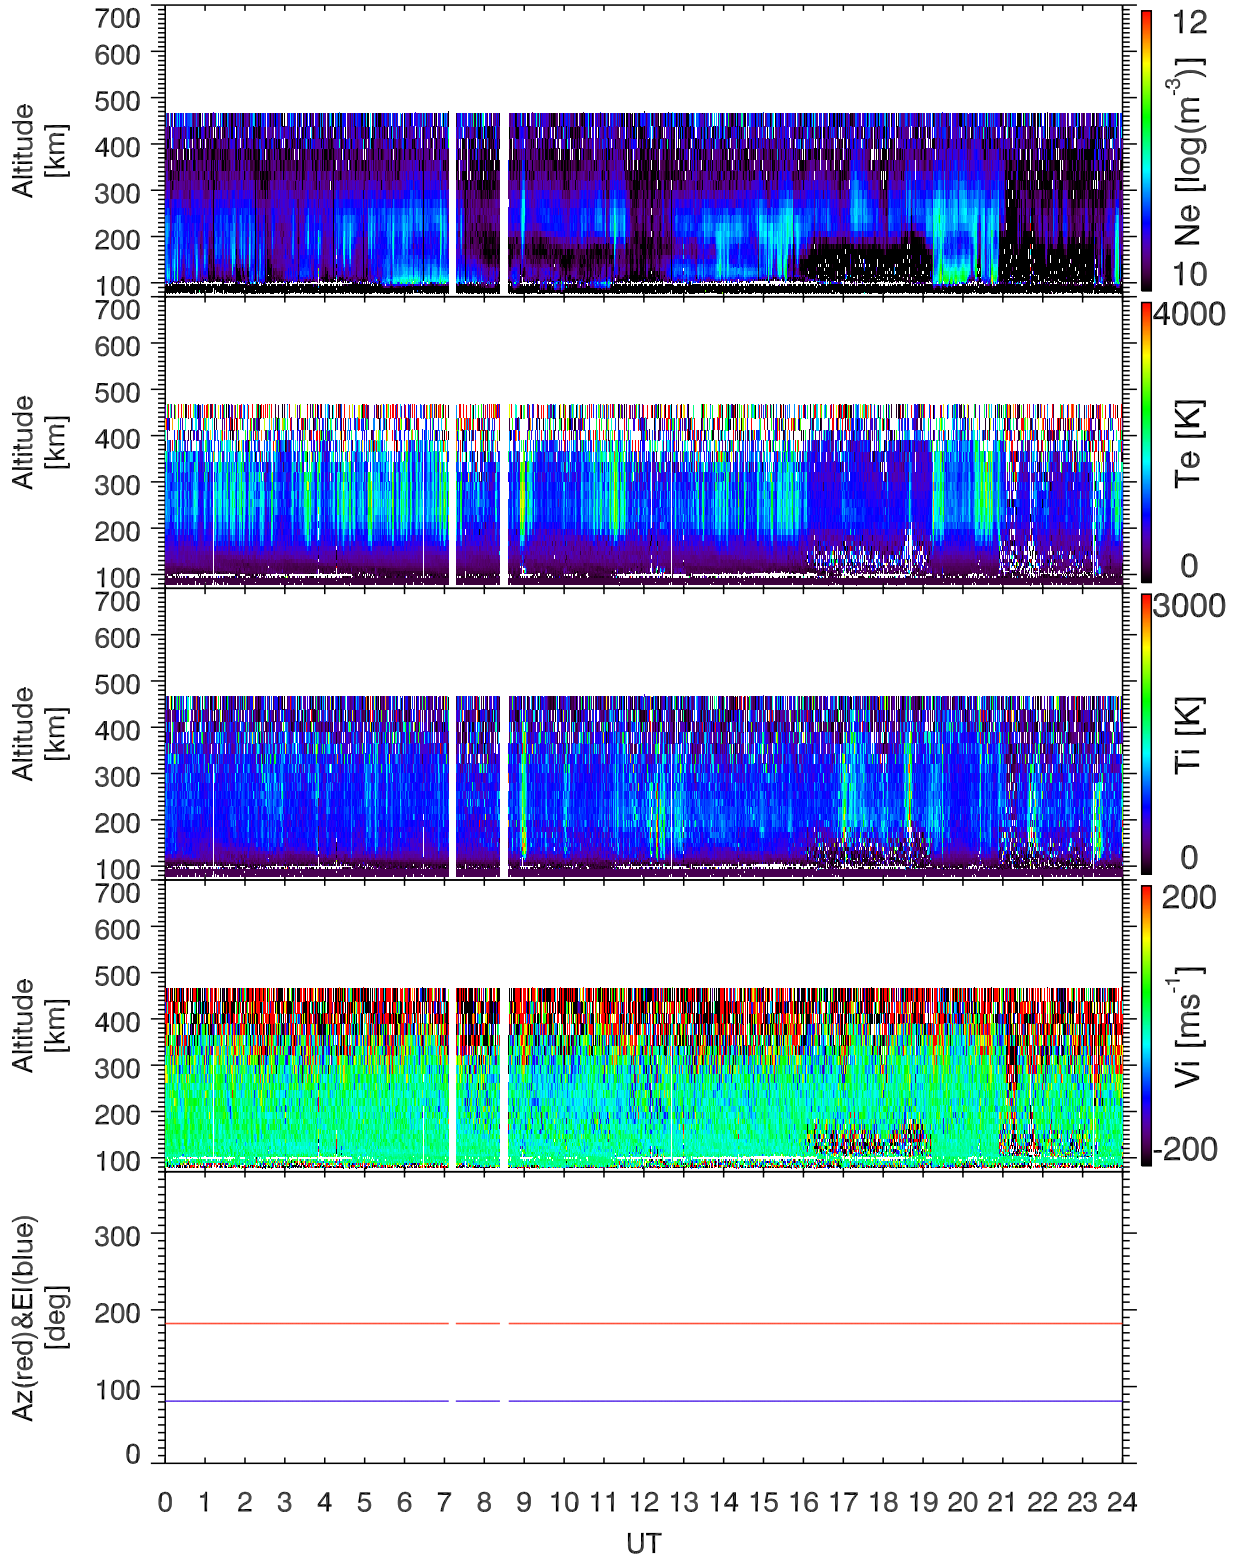 700
600
500
400
300
200
100
Altitude
[km]
12
10
Ne [log(m⁻³)]
700
600
500
400
300
200
100
Altitude
[km]
4000
0
Te [K]
700
600
500
400
300
200
100
Altitude
[km]
3000
0
Ti [K]
700
600
500
400
300
200
100
Altitude
[km]
200
-200
Vi [ms⁻¹]
300
200
100
0
Az(red)&El(blue)
[deg]
0 1 2 3 4 5 6 7 8 9 10 11 12 13 14 15 16 17 18 19 20 21 22 23 24
UT